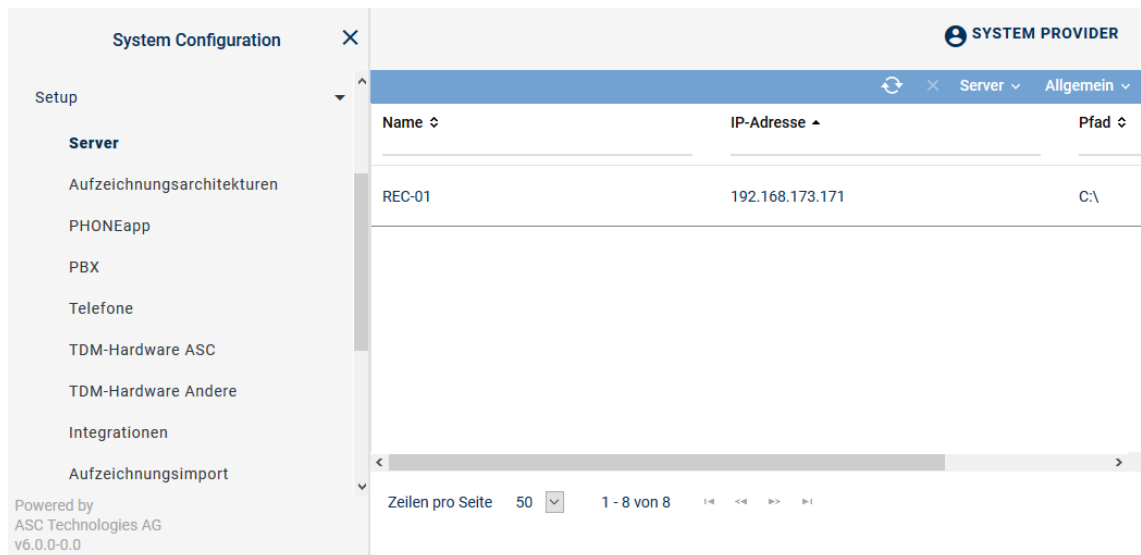 System Configuration
SYSTEM PROVIDER
Setup
Server
Aufzeichnungsarchitekturen
PHONEapp
PBX
Telefone
TDM-Hardware ASC
TDM-Hardware Andere
Integrationen
Aufzeichnungsimport
Powered by
ASC Technologies AG
v6.0.0-0.0
Server Allgemein
Name IP-Adresse Pfad
REC-01 192.168.173.171 C:\
Zeilen pro Seite 50 1 - 8 von 8